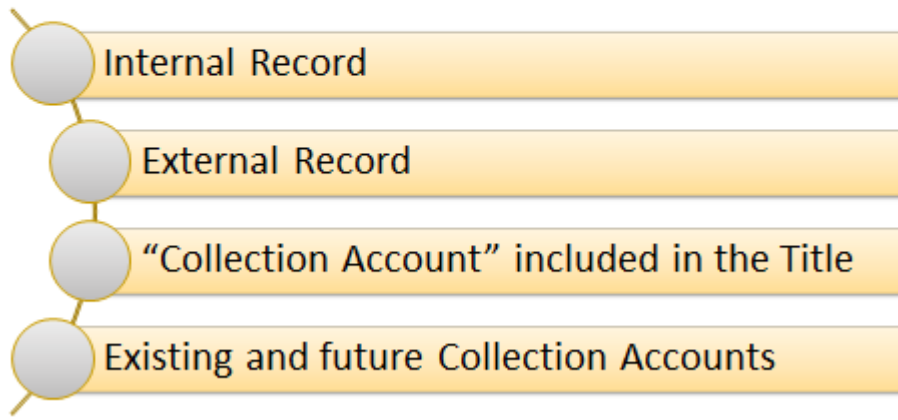 Internal Record
External Record
“Collection Account” included in the Title
Existing and future Collection Accounts